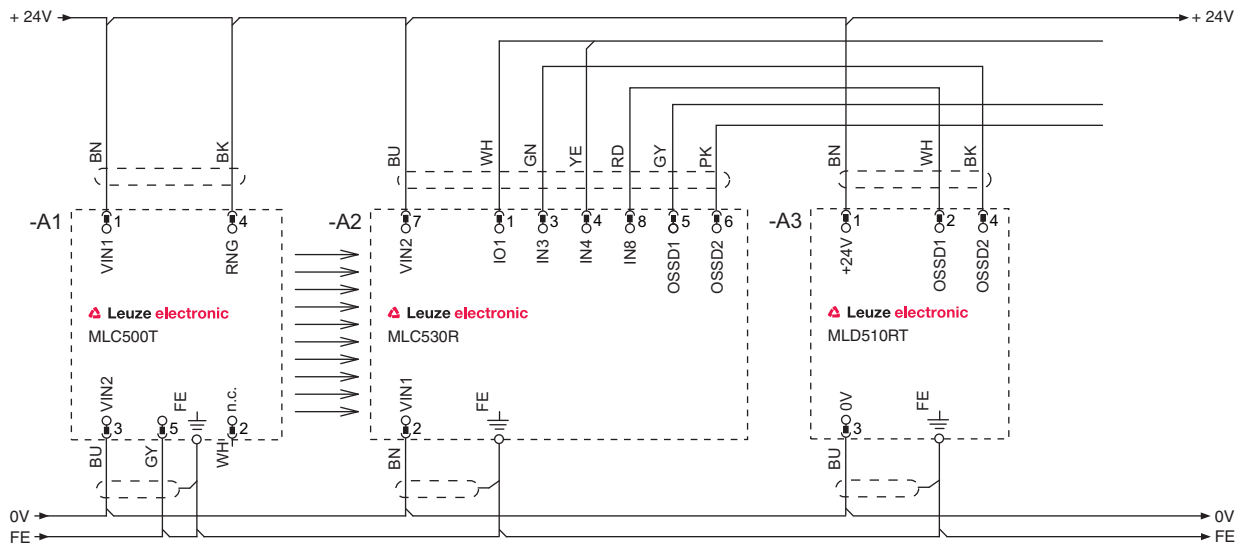 + 24V
+ 24V
BN
BK
BU
WH
GN
YE
RD
GY
PK
BN
WH
BK
-A1
1
4
-A2
7
1
3
4
8
5
6
-A3
1
2
4
VIN1
RNG
VIN2
IO1
IN3
IN4
IN8
OSSD1
OSSD2
+24V
OSSD1
OSSD2
Leuze electronic
Leuze electronic
Leuze electronic
MLC500T
MLC530R
MLD510RT
VIN2
FE
n.c.
VIN1
FE
0V
FE
3
5
2
2
3
BU
GY
WH
BN
BU
0V
0V
FE
FE